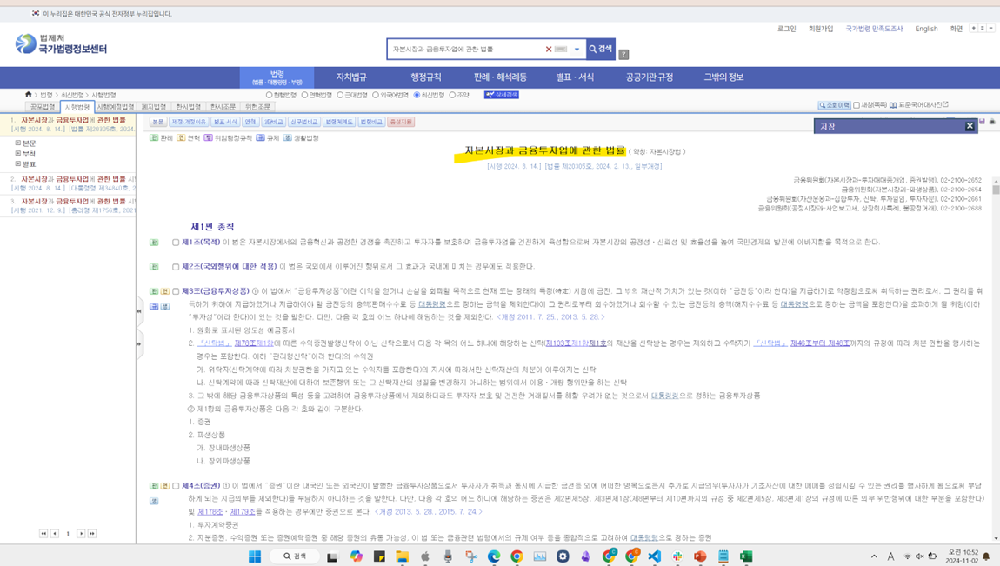 이 누리집은 대한민국 공식 전자정부 누리집입니다.
로그인 회원가입 국가법령 만족도조사 English 화면 + = -
법제처
국가법령정보센터
자본시장과 금융투자업에 관한 법률
검색
?
법령
(법률ㆍ대통령령ㆍ부령)
자치법규 행정규칙 판례ㆍ해석례등 별표ㆍ서식 공공기관 규정 그밖의 정보
법령 > 최신법령 > 시행법령
현행법령 연혁법령 근대법령 외국어번역 최신법령 조약 상세검색
공포법령 시행법령 시행예정법령 폐지법령 한시법령 한시조문 위헌조문
조회이력 새창(목록) 표준국어대사전
1. 자본시장과 금융투자업에 관한 법률
[시행 2024. 8. 14.] [법률 제20305호, 2024.
본문
부칙
별표
2. 자본시장과 금융투자업에 관한 법률 시
[시행 2024. 8. 14.] [대통령령 제34840호, 2
3. 자본시장과 금융투자업에 관한 법률 시
[시행 2021. 12. 9.] [총리령 제1756호, 2021
1
본문 제정·개정이유 별표·서식 연혁 3단비교 신구법비교 법령체계도 법령비교 음성지원
저장 X
판 판례 연 연혁 행 위임행정규칙 규 규제 생 생활법령
자본시장과 금융투자업에 관한 법률 ( 약칭: 자본시장법 )
[시행 2024. 8. 14.] [법률 제20305호, 2024. 2. 13., 일부개정]
금융위원회(자본시장과-투자매매중개업, 증권발행), 02-2100-2652
금융위원회(자본시장과-파생상품), 02-2100-2654
금융위원회(자산운용과-집합투자, 신탁, 투자일임, 투자자문), 02-2100-2661
금융위원회(공정시장과-사업보고서, 상장회사특례, 불공정거래), 02-2100-2688
제1편 총칙
제1조(목적) 이 법은 자본시장에서의 금융혁신과 공정한 경쟁을 촉진하고 투자자를 보호하며 금융투자업을 건전하게 육성함으로써 자본시장의 공정성ㆍ신뢰성 및 효율성을 높여 국민경제의 발전에 이바지함을 목적으로 한다.
제2조(국외행위에 대한 적용) 이 법은 국외에서 이루어진 행위로서 그 효과가 국내에 미치는 경우에도 적용한다.
제3조(금융투자상품) ① 이 법에서 "금융투자상품"이란 이익을 얻거나 손실을 회피할 목적으로 현재 또는 장래의 특정(特定) 시점에 금전, 그 밖의 재산적 가치가 있는 것(이하 "금전등"이라 한다)을 지급하기로 약정함으로써 취득하는 권리로서, 그 권리를 취
득하기 위하여 지급하였거나 지급하여야 할 금전등의 총액(판매수수료 등 대통령령으로 정하는 금액을 제외한다)이 그 권리로부터 회수하였거나 회수할 수 있는 금전등의 총액(해지수수료 등 대통령령으로 정하는 금액을 포함한다)을 초과하게 될 위험(이하
"투자성"이라 한다)이 있는 것을 말한다. 다만, 다음 각 호의 어느 하나에 해당하는 것을 제외한다. <개정 2011. 7. 25., 2013. 5. 28.>
1. 원화로 표시된 양도성 예금증서
2. 「신탁법」 제78조제1항에 따른 수익증권발행신탁이 아닌 신탁으로서 다음 각 목의 어느 하나에 해당하는 신탁(제103조제1항제1호의 재산을 신탁받는 경우는 제외하고 수탁자가 「신탁법」 제46조부터 제48조까지의 규정에 따라 처분 권한을 행사하는
경우는 포함한다. 이하 "관리형신탁"이라 한다)의 수익권
가. 위탁자(신탁계약에 따라 처분권한을 가지고 있는 수익자를 포함한다)의 지시에 따라서만 신탁재산의 처분이 이루어지는 신탁
나. 신탁계약에 따라 신탁재산에 대하여 보존행위 또는 그 신탁재산의 성질을 변경하지 아니하는 범위에서 이용ㆍ개량 행위만을 하는 신탁
3. 그 밖에 해당 금융투자상품의 특성 등을 고려하여 금융투자상품에서 제외하더라도 투자자 보호 및 건전한 거래질서를 해할 우려가 없는 것으로서 대통령령으로 정하는 금융투자상품
② 제1항의 금융투자상품은 다음 각 호와 같이 구분한다.
1. 증권
2. 파생상품
가. 장내파생상품
나. 장외파생상품
제4조(증권) ① 이 법에서 "증권"이란 내국인 또는 외국인이 발행한 금융투자상품으로서 투자자가 취득과 동시에 지급한 금전등 외에 어떠한 명목으로든지 추가로 지급의무(투자자가 기초자산에 대한 매매를 성립시킬 수 있는 권리를 행사하게 됨으로써 부담
하게 되는 지급의무를 제외한다)를 부담하지 아니하는 것을 말한다. 다만, 다음 각 호의 어느 하나에 해당하는 증권은 제2편제5장, 제3편제1장(제8편부터 제10편까지의 규정 중 제2편제5장, 제3편제1장의 규정에 따른 의무 위반행위에 대한 부분을 포함한다)
및 제178조ㆍ제179조를 적용하는 경우에만 증권으로 본다. <개정 2013. 5. 28., 2015. 7. 24.>
1. 투자계약증권
2. 지분증권, 수익증권 또는 증권예탁증권 중 해당 증권의 유통 가능성, 이 법 또는 금융관련 법령에서의 규제 여부 등을 종합적으로 고려하여 대통령령으로 정하는 증권
검색
A
오전 10:52
2024-11-02